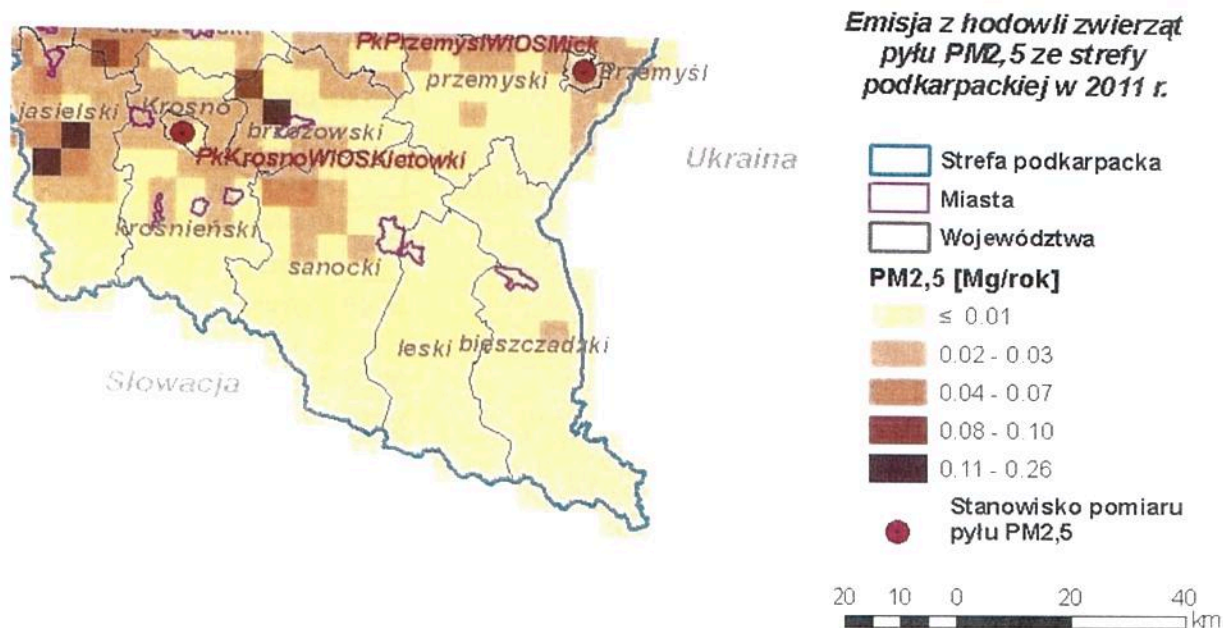 PkPrzemyslWIOSMick
przemyski
Przemyśl
jasielski
Krosno
brzozowski
PkKrosnoWIOSKletowki
krośnieński
sanocki
leski
bieszczadzki
Słowacja
Ukraina
Emisja z hodowli zwierząt
pyłu PM2,5 ze strefy
podkarpackiej w 2011 r.
Strefa podkarpacka
Miasta
Województwa
PM2,5 [Mg/rok]
≤ 0.01
0.02 - 0.03
0.04 - 0.07
0.08 - 0.10
0.11 - 0.26
Stanowisko pomiaru
pyłu PM2,5
20 10 0 20 40
km